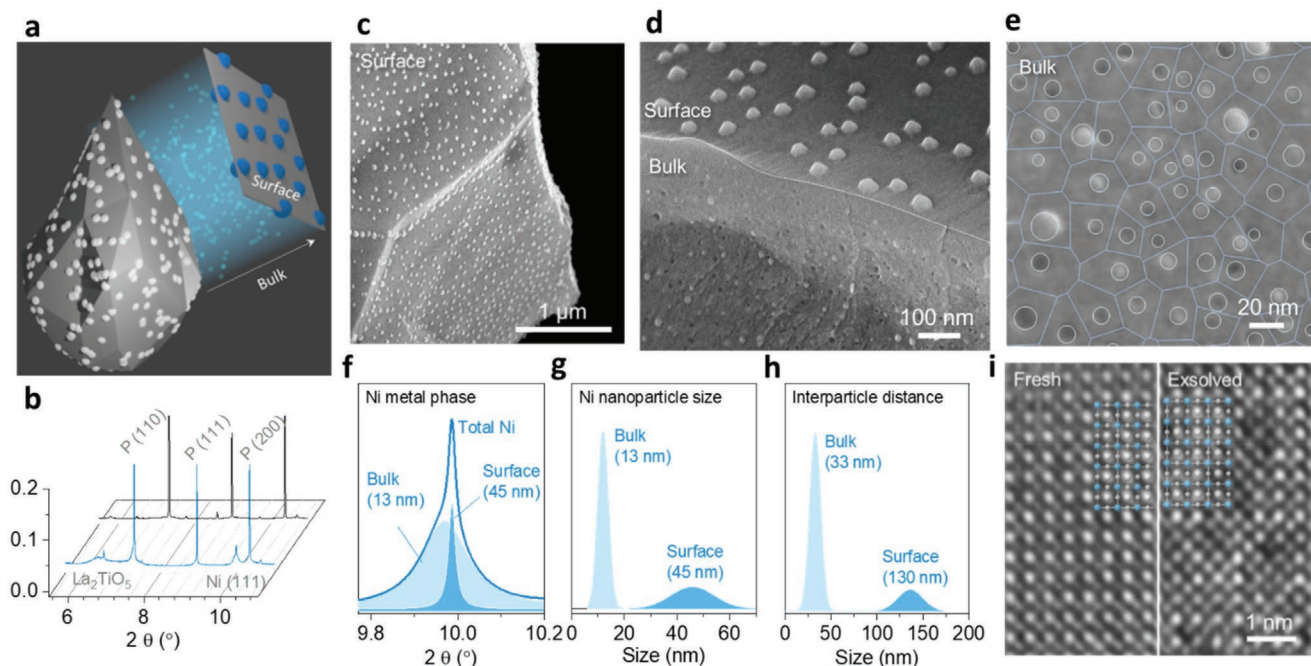 a
Surface
Bulk
b
P (110)
P (111)
P (200)
0.2
0.1
0.0
La₂TiO₅
Ni (111)
6
8
10
2 θ (°)
c
Surface
1 μm
d
Surface
Bulk
100 nm
e
Bulk
20 nm
f
Ni metal phase
Total Ni
Bulk
(13 nm)
Surface
(45 nm)
9.8
10.0
10.2
2 θ (°)
g
Ni nanoparticle size
Bulk
(13 nm)
Surface
(45 nm)
0
20
40
60
Size (nm)
h
Interparticle distance
Bulk
(33 nm)
Surface
(130 nm)
0
50
100
150
200
Size (nm)
i
Fresh
Exsolved
1 nm